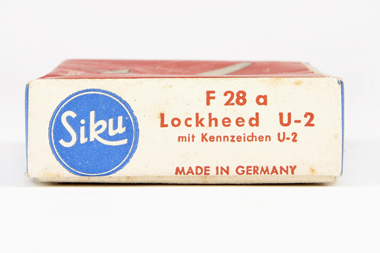 Siku
F 28 a
Lockheed U-2
mit Kennzeichen U-2
MADE IN GERMANY